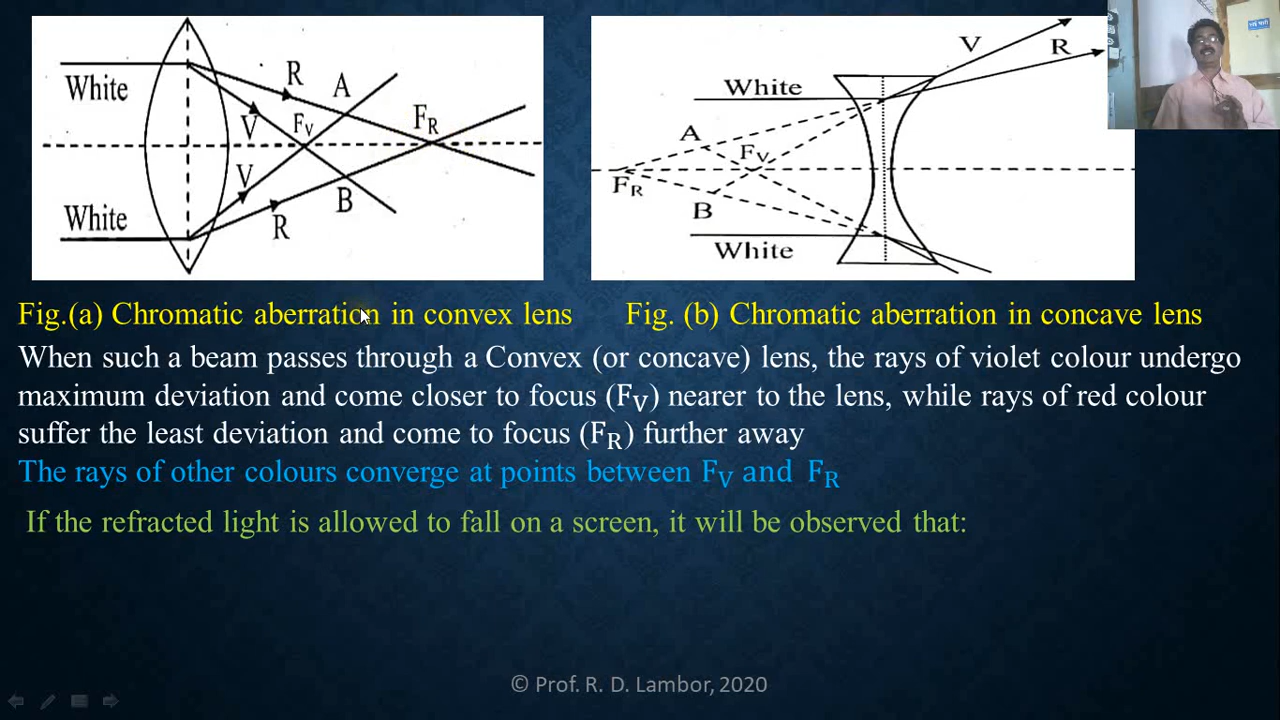 White
R
A
V
F_V
F_R
V
White
R
B
V
R
White
A
F_V
F_R
B
White
Fig.(a) Chromatic aberration in convex lens
Fig. (b) Chromatic aberration in concave lens
When such a beam passes through a Convex (or concave) lens, the rays of violet colour undergo
maximum deviation and come closer to focus (F_V) nearer to the lens, while rays of red colour
suffer the least deviation and come to focus (F_R) further away
The rays of other colours converge at points between F_V and F_R
If the refracted light is allowed to fall on a screen, it will be observed that:
© Prof. R. D. Lambor, 2020